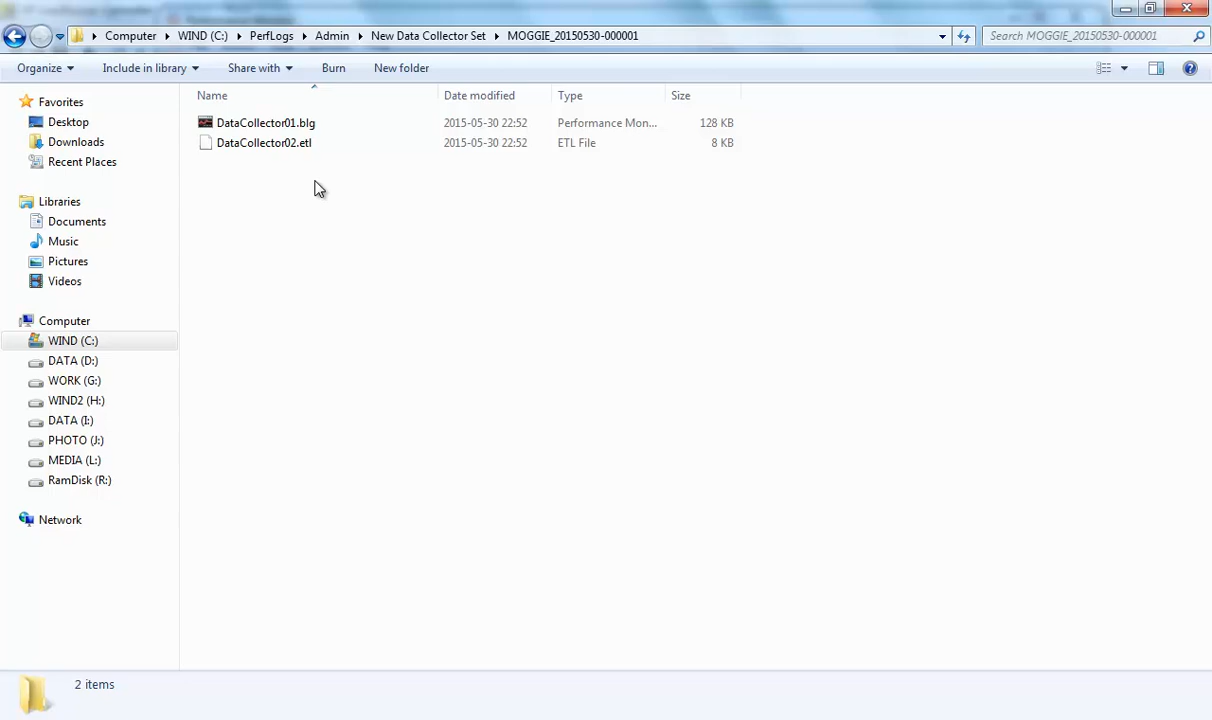 Computer WIND (C:) PerfLogs Admin New Data Collector Set MOGGIE_20150530-000001 Search MOGGIE_20150530-000001
Organize Include in library Share with Burn New folder
Name Date modified Type Size
DataCollector01.blg 2015-05-30 22:52 Performance Mon... 128 KB
DataCollector02.etl 2015-05-30 22:52 ETL File 8 KB
Favorites
Desktop
Downloads
Recent Places
Libraries
Documents
Music
Pictures
Videos
Computer
WIND (C:)
DATA (D:)
WORK (G:)
WIND2 (H:)
DATA (I:)
PHOTO (J:)
MEDIA (L:)
RamDisk (R:)
Network
2 items